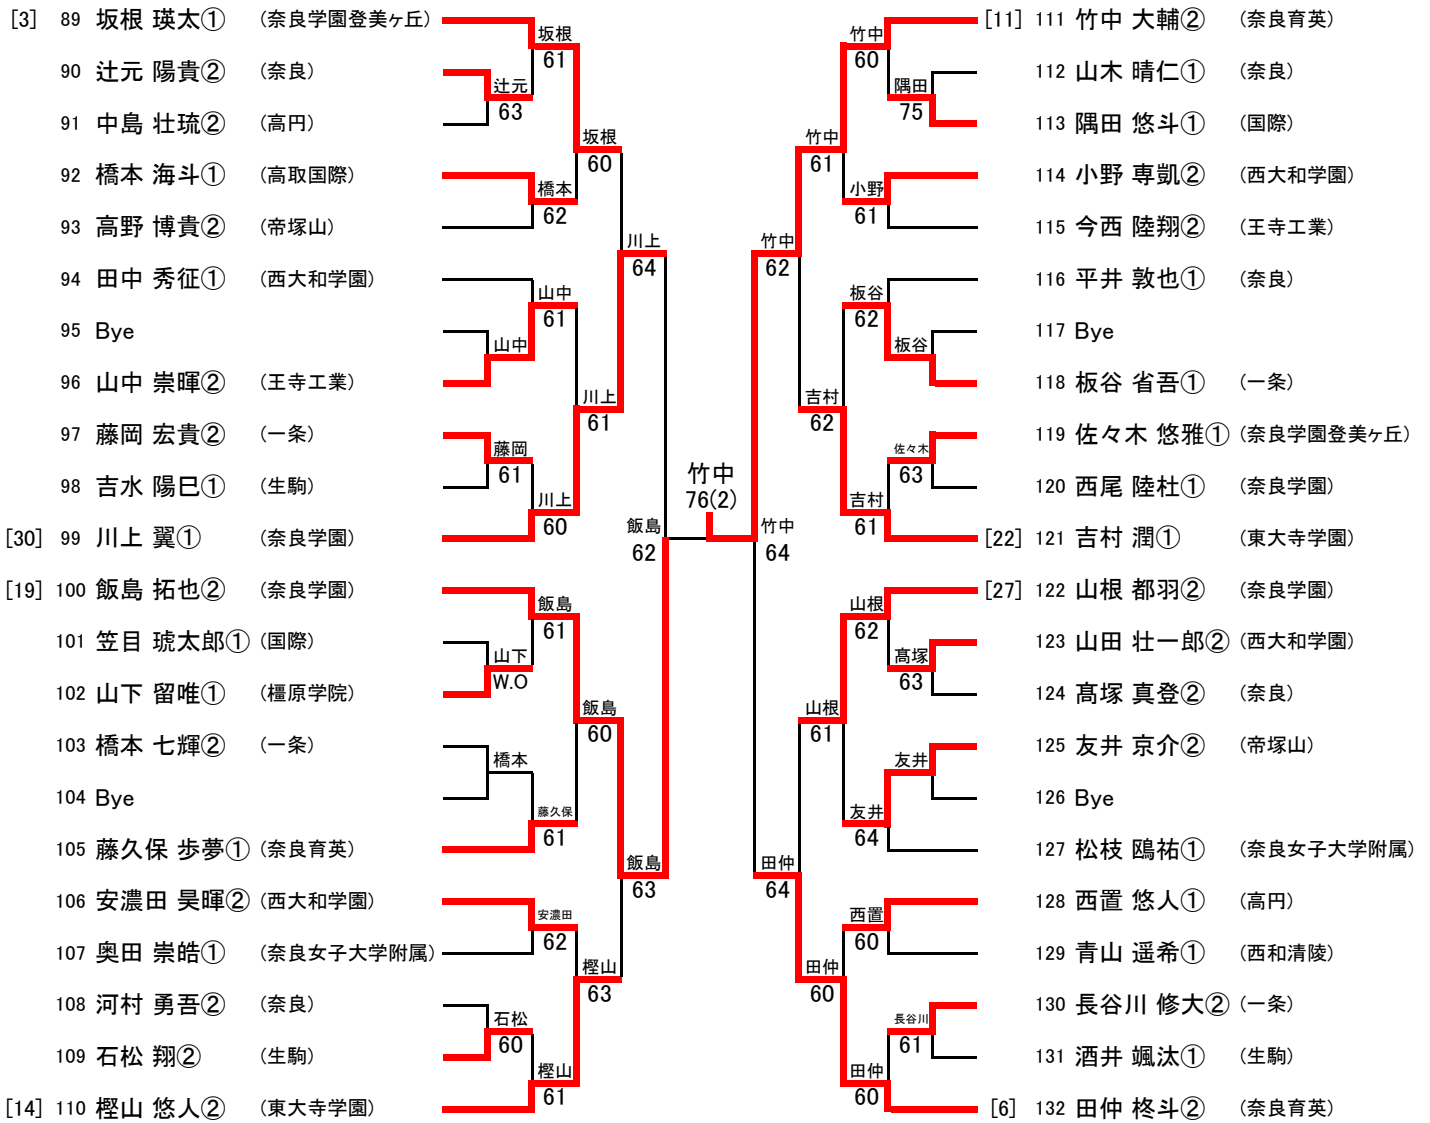 [3] 89 坂根 瑛太① (奈良学園登美ヶ丘)
90 辻元 陽貴② (奈良)
91 中島 壮琉② (高円)
92 橋本 海斗① (高取国際)
93 高野 博貴② (帝塚山)
94 田中 秀征① (西大和学園)
95 Bye
96 山中 崇暉② (王寺工業)
97 藤岡 宏貴② (一条)
98 吉水 陽巳① (生駒)
[30] 99 川上 翼① (奈良学園)
[19] 100 飯島 拓也② (奈良学園)
101 笠目 琥太郎① (国際)
102 山下 留唯① (橿原学院)
103 橋本 七輝② (一条)
104 Bye
105 藤久保 歩夢① (奈良育英)
106 安濃田 昊暉② (西大和学園)
107 奥田 崇皓① (奈良女子大学附属)
108 河村 勇吾② (奈良)
109 石松 翔② (生駒)
[14] 110 樫山 悠人② (東大寺学園)
辻元
63
山中
藤岡
61
山下
W.O
橋本
石松
60
坂根
61
橋本
62
山中
61
川上
60
飯島
61
藤久保
61
安濃田
62
樫山
61
坂根
60
川上
61
飯島
60
樫山
63
川上
64
飯島
63
飯島
62
竹中
76(2)
竹中
64
竹中
62
田仲
64
竹中
61
吉村
62
山根
61
田仲
60
竹中
60
小野
61
板谷
62
吉村
61
山根
62
友井
64
西置
60
田仲
60
隅田
75
板谷
佐々木
63
髙塚
63
友井
長谷川
61
[11] 111 竹中 大輔② (奈良育英)
112 山木 晴仁① (奈良)
113 隅田 悠斗① (国際)
114 小野 専凱② (西大和学園)
115 今西 陸翔② (王寺工業)
116 平井 敦也① (奈良)
117 Bye
118 板谷 省吾① (一条)
119 佐々木 悠雅① (奈良学園登美ヶ丘)
120 西尾 陸杜① (奈良学園)
[22] 121 吉村 潤① (東大寺学園)
[27] 122 山根 都羽② (奈良学園)
123 山田 壮一郎② (西大和学園)
124 髙塚 真登② (奈良)
125 友井 京介② (帝塚山)
126 Bye
127 松枝 鴎祐① (奈良女子大学附属)
128 西置 悠人① (高円)
129 青山 遥希① (西和清陵)
130 長谷川 修大② (一条)
131 酒井 颯汰① (生駒)
[6] 132 田仲 柊斗② (奈良育英)